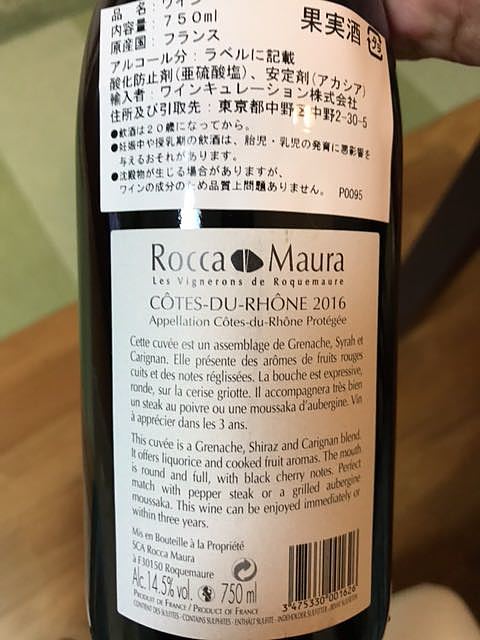 品 名：ワイン
果実酒
内容量：750ml
原産国：フランス
アルコール分：ラベルに記載
酸化防止剤(亜硫酸塩)、安定剤(アカシア)
輸入者：ワインキュレーション株式会社
住所及び引取先：東京都中野区中野2-30-5
●飲酒は20歳になってから。
●妊娠中や授乳期の飲酒は、胎児・乳児の発育に悪影響を
与えるおそれがあります。
●沈殿物が生じる場合がありますが、
ワインの成分のため品質上問題ありません。 P0095
Rocca Maura
Les Vignerons de Roquemaure
CÔTES-DU-RHÔNE 2016
Appellation Côtes-du-Rhône Protégée
Cette cuvée est un assemblage de Grenache, Syrah et
Carignan. Elle présente des arômes de fruits rouges
cuits et des notes réglissées. La bouche est expressive,
ronde, sur la cerise griotte. Il accompagnera très bien
un steak au poivre ou une moussaka d'aubergine. Vin
à apprécier dans les 3 ans.
This cuvée is a Grenache, Shiraz and Carignan blend.
It offers liquorice and cooked fruit aromas. The mouth
is round and full, with black cherry notes. Perfect
match with pepper steak or a grilled aubergine
moussaka. This wine can be enjoyed immediately or
within three years.
Mis en Bouteille à la Propriété
SCA Rocca Maura
à F30150 Roquemaure
Alc.14.5% vol. 750 ml
Produit de France / Product of France
CONTIENT DES SULFITES - CONTAINS SULPHITES - ENTHÄLT SULFITE -
3 475330 001626